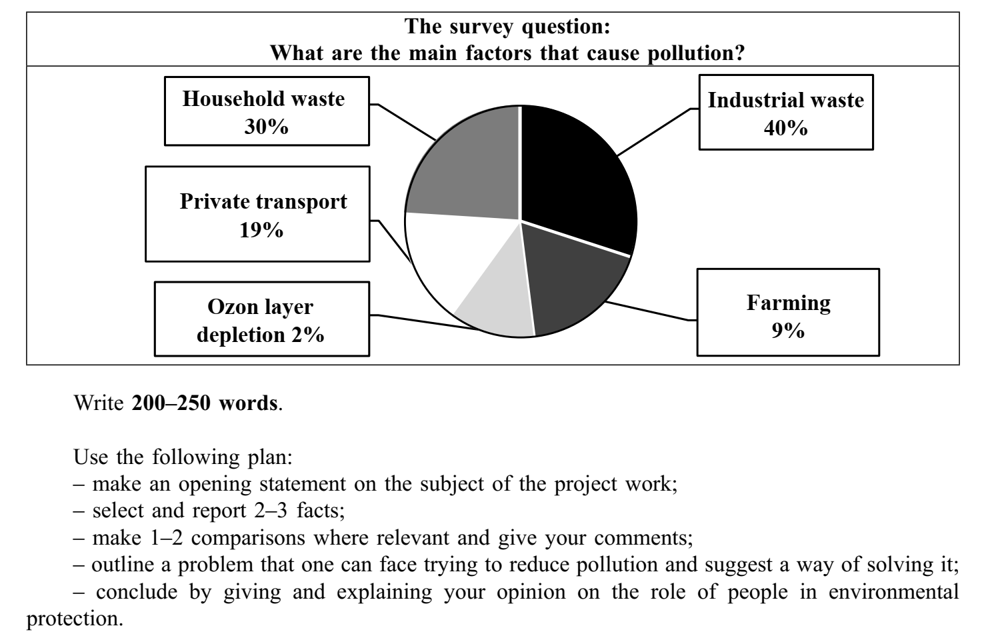 The survey question:
What are the main factors that cause pollution?
Household waste
30%
Industrial waste
40%
Private transport
19%
Ozon layer
depletion 2%
Farming
9%
Write 200–250 words.
Use the following plan:
– make an opening statement on the subject of the project work;
– select and report 2–3 facts;
– make 1–2 comparisons where relevant and give your comments;
– outline a problem that one can face trying to reduce pollution and suggest a way of solving it;
– conclude by giving and explaining your opinion on the role of people in environmental
protection.